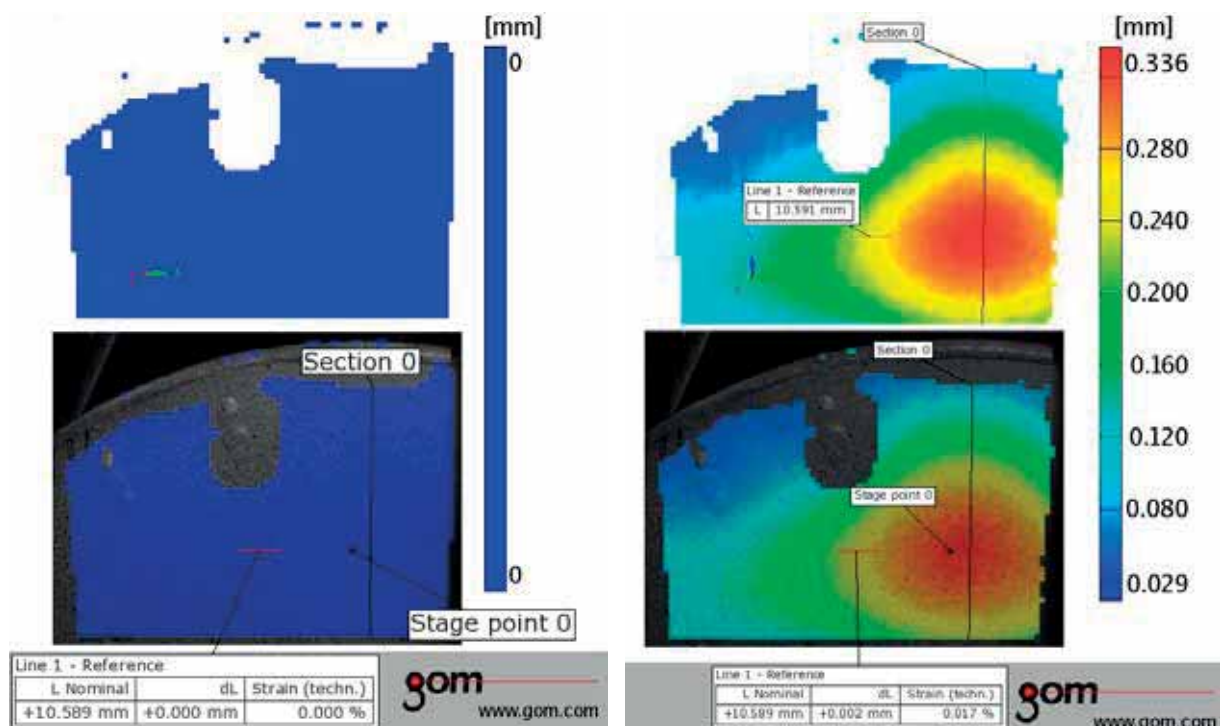 [mm]
0
0
Section 0
Stage point 0
Line 1 - Reference
L Nominal dL Strain (techn.)
+10.589 mm +0.000 mm 0.000 %
gom
www.gom.com
[mm]
Section 0
0.336
0.280
0.240
0.200
0.160
0.120
0.080
0.029
Line 1 - Reference
L 10.591 mm
Section 0
Stage point 0
Line 1 - Reference
L Nominal dL Strain (techn.)
+10.589 mm +0.002 mm 0.017 %
gom
www.gom.com